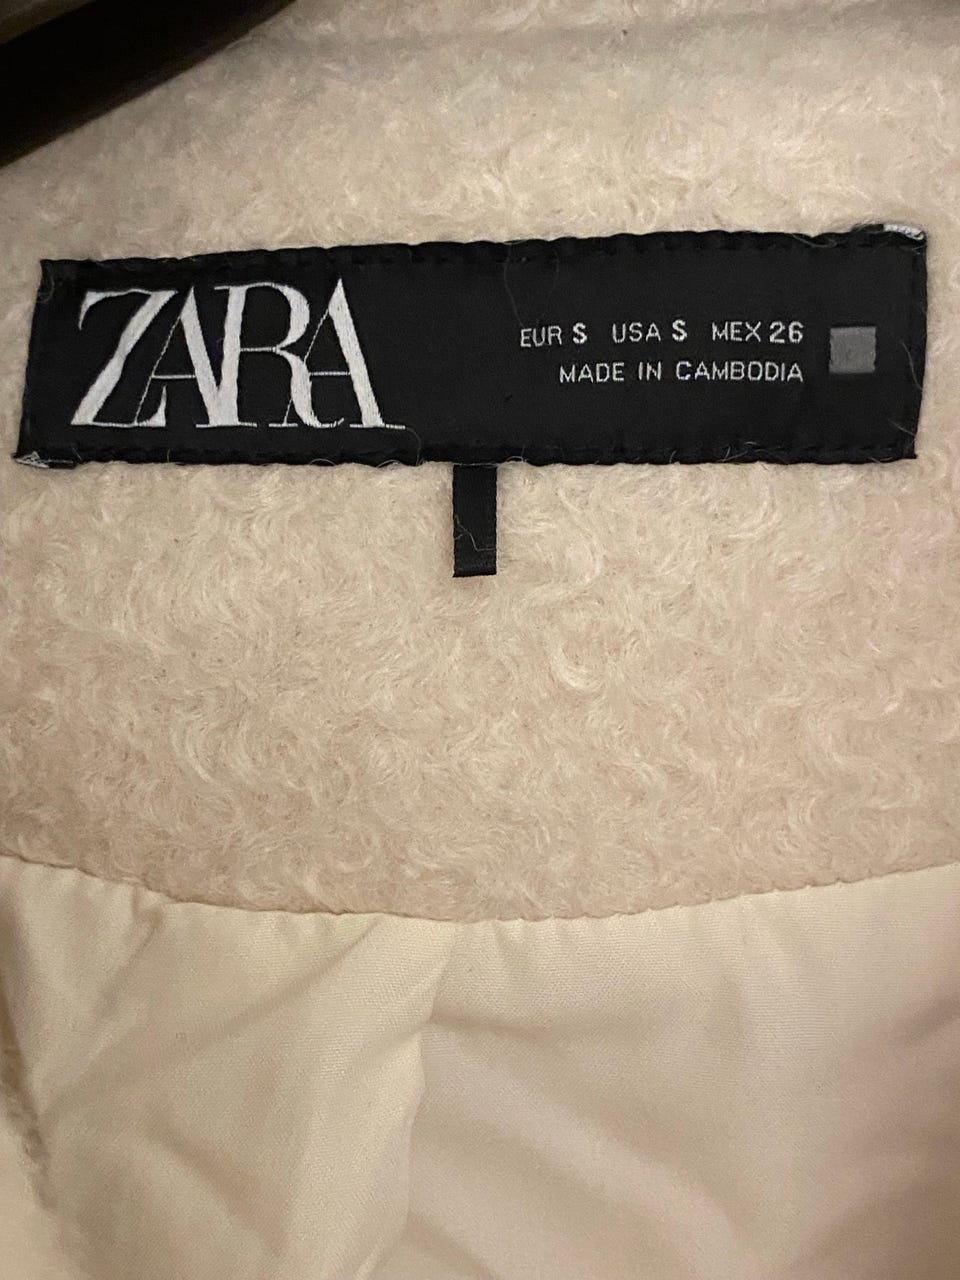 ZARA
EUR S USA S MEX 26
MADE IN CAMBODIA